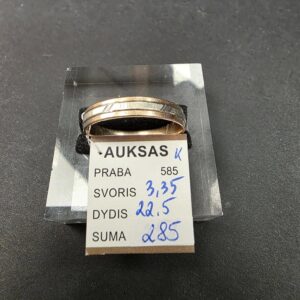 AUKSAS K
PRABA 585
SVORIS 3,35
DYDIS 22.5
SUMA 285